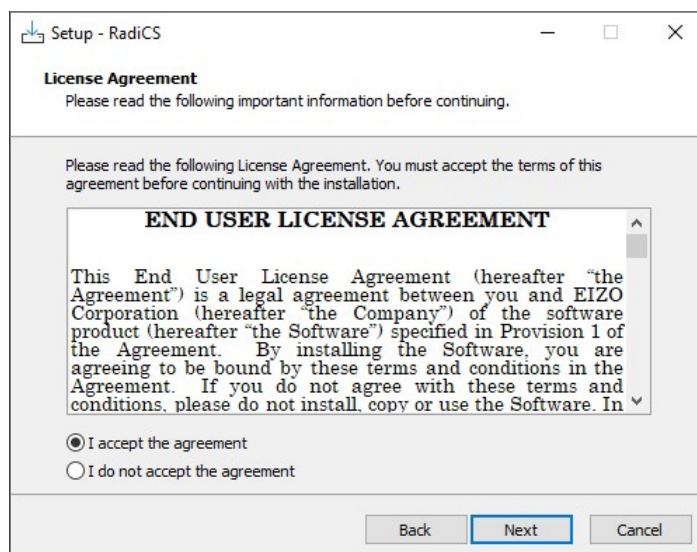 Setup - RadiCS
License Agreement
Please read the following important information before continuing.
Please read the following License Agreement. You must accept the terms of this
agreement before continuing with the installation.
END USER LICENSE AGREEMENT
This End User License Agreement (hereafter “the
Agreement”) is a legal agreement between you and EIZO
Corporation (hereafter “the Company”) of the software
product (hereafter “the Software”) specified in Provision 1 of
the Agreement. By installing the Software, you are
agreeing to be bound by these terms and conditions in the
Agreement. If you do not agree with these terms and
conditions, please do not install, copy or use the Software. In
I accept the agreement
I do not accept the agreement
Back Next Cancel